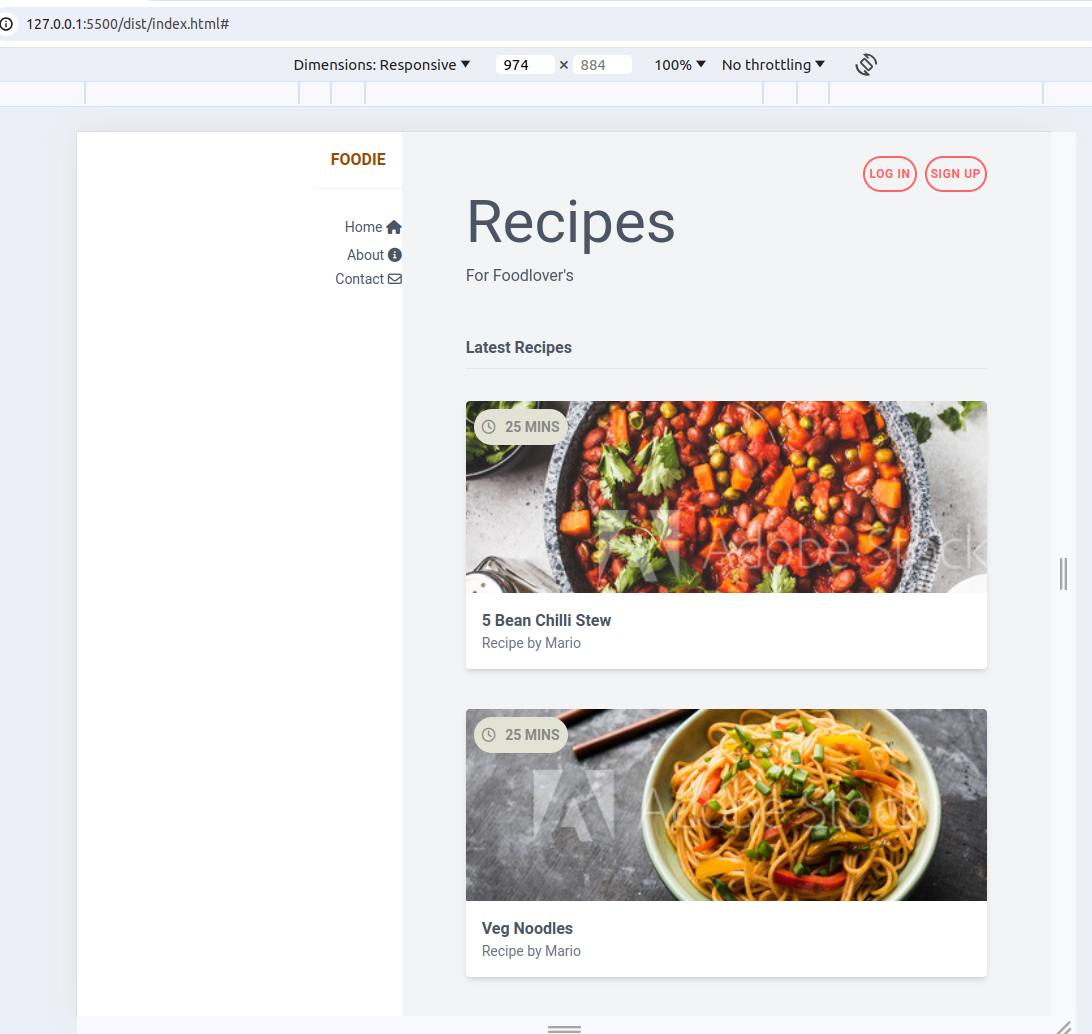 127.0.0.1:5500/dist/index.html#
Dimensions: Responsive 974 × 884 100% No throttling
FOODIE
Home
About
Contact
LOG IN SIGN UP
Recipes
For Foodlover's
Latest Recipes
25 MINS
Adobe Stock
5 Bean Chilli Stew
Recipe by Mario
25 MINS
Adobe Stock
Veg Noodles
Recipe by Mario